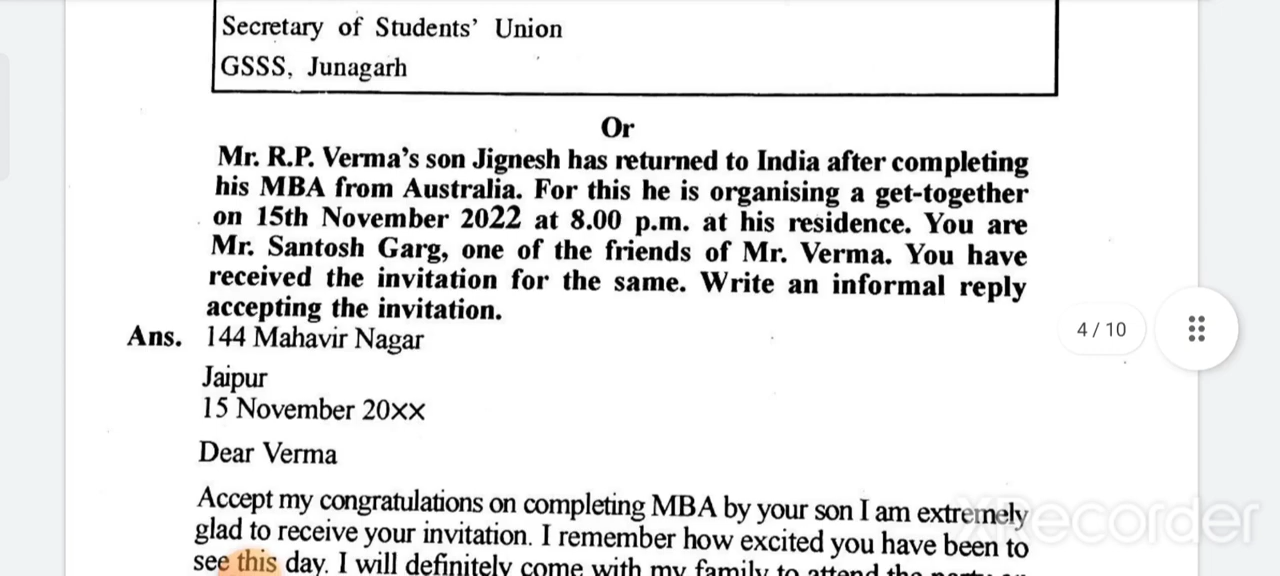 Secretary of Students' Union
GSSS, Junagarh
Or
Mr. R.P. Verma's son Jignesh has returned to India after completing
his MBA from Australia. For this he is organising a get-together
on 15th November 2022 at 8.00 p.m. at his residence. You are
Mr. Santosh Garg, one of the friends of Mr. Verma. You have
received the invitation for the same. Write an informal reply
accepting the invitation.
Ans. 144 Mahavir Nagar
4 / 10
Jaipur
15 November 20xx
Dear Verma
Accept my congratulations on completing MBA by your son I am extremely
glad to receive your invitation. I remember how excited you have been to
see this day. I will definitely come with my family to attend the party on
XRecorder